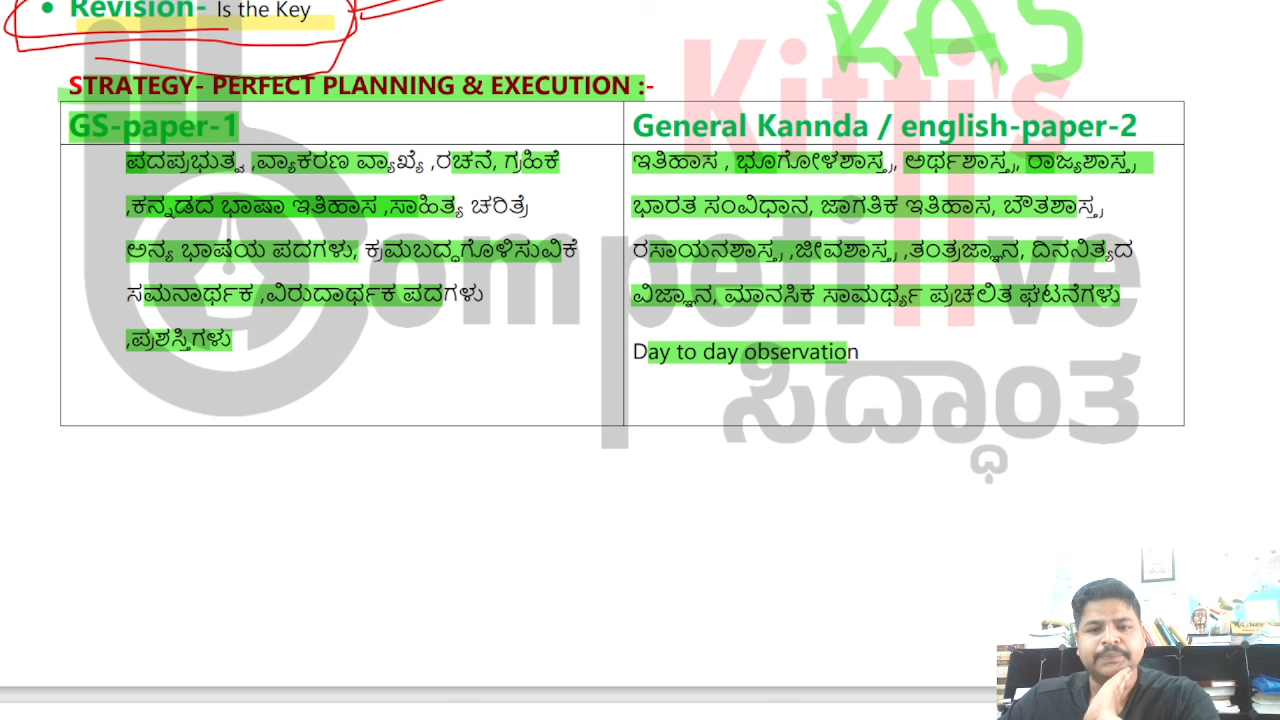 Revision- Is the Key
KAS
STRATEGY- PERFECT PLANNING & EXECUTION :-
GS-paper-1
ಪದಪ್ರಭುತ್ವ ,ವ್ಯಾಕರಣ ವ್ಯಾಖ್ಯೆ ,ರಚನೆ, ಗ್ರಹಿಕೆ
,ಕನ್ನಡದ ಭಾಷಾ ಇತಿಹಾಸ ,ಸಾಹಿತ್ಯ ಚರಿತ್ರೆ
ಅನ್ಯ ಭಾಷೆಯ ಪದಗಳು, ಕ್ರಮಬದ್ದಗೊಳಿಸುವಿಕೆ
ಸಮನಾರ್ಥಕ ,ವಿರುದಾರ್ಥಕ ಪದಗಳು
,ಪ್ರಶಸ್ತಿಗಳು
General Kannda / english-paper-2
ಇತಿಹಾಸ , ಭೂಗೋಳಶಾಸ್ತ್ರ, ಅರ್ಥಶಾಸ್ತ್ರ, ರಾಜ್ಯಶಾಸ್ತ್ರ,
ಭಾರತ ಸಂವಿಧಾನ, ಜಾಗತಿಕ ಇತಿಹಾಸ, ಬೌತಶಾಸ್ತ್ರ
ರಸಾಯನಶಾಸ್ತ್ರ ,ಜೀವಶಾಸ್ತ್ರ ,ತಂತ್ರಜ್ಞಾನ, ದಿನನಿತ್ಯದ
ವಿಜ್ಞಾನ, ಮಾನಸಿಕ ಸಾಮರ್ಥ್ಯ ಪ್ರಚಲಿತ ಘಟನೆಗಳು
Day to day observation
Kitti's
Competitive
ಸಿದ್ಧಾಂತ